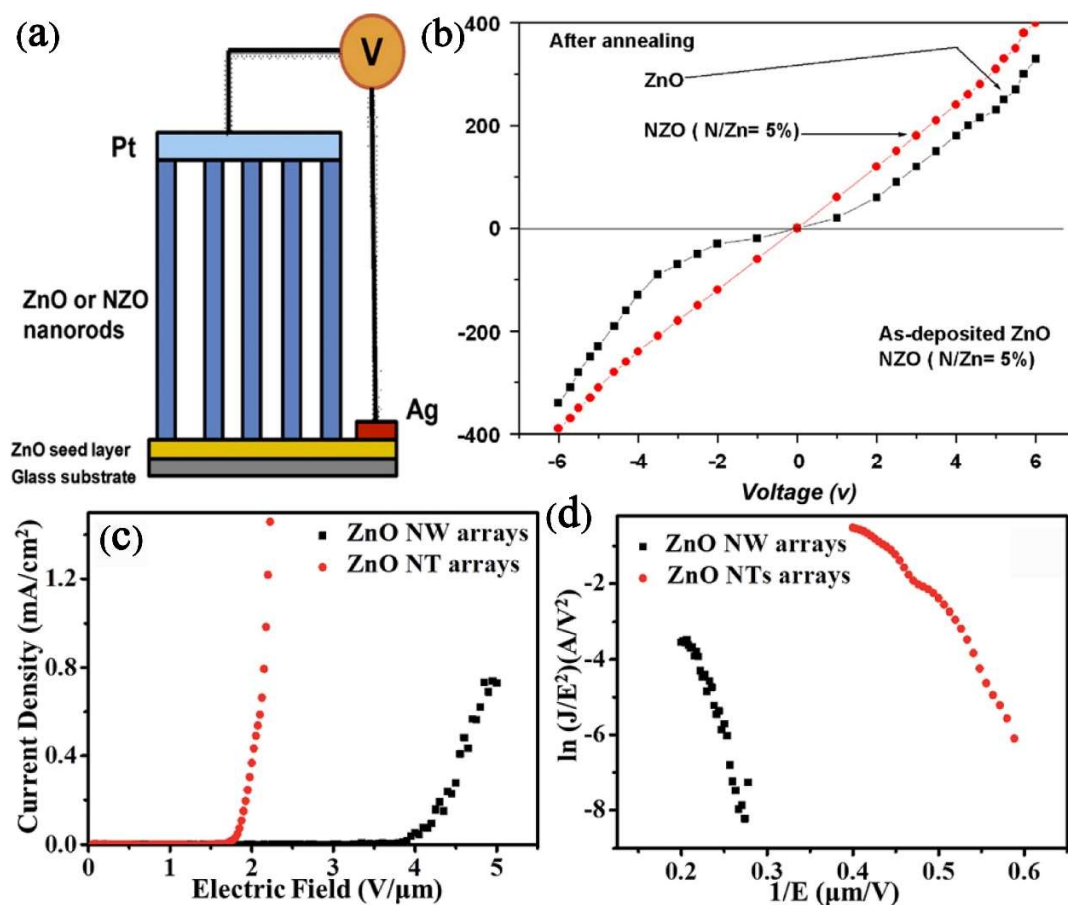 (a)
V
Pt
ZnO or NZO
nanorods
Ag
ZnO seed layer
Glass substrate
(b)
400
200
0
-200
-400
After annealing
ZnO
NZO ( N/Zn= 5%)
As-deposited ZnO
NZO ( N/Zn= 5%)
-6 -4 -2 0 2 4 6
Voltage (v)
(c)
ZnO NW arrays
ZnO NT arrays
Current Density (mA/cm²)
1.2
0.8
0.4
0.0
0 1 2 3 4 5
Electric Field (V/μm)
(d)
ZnO NW arrays
ZnO NTs arrays
ln (J/E²)(A/V²)
-2
-4
-6
-8
0.2 0.3 0.4 0.5 0.6
1/E (μm/V)